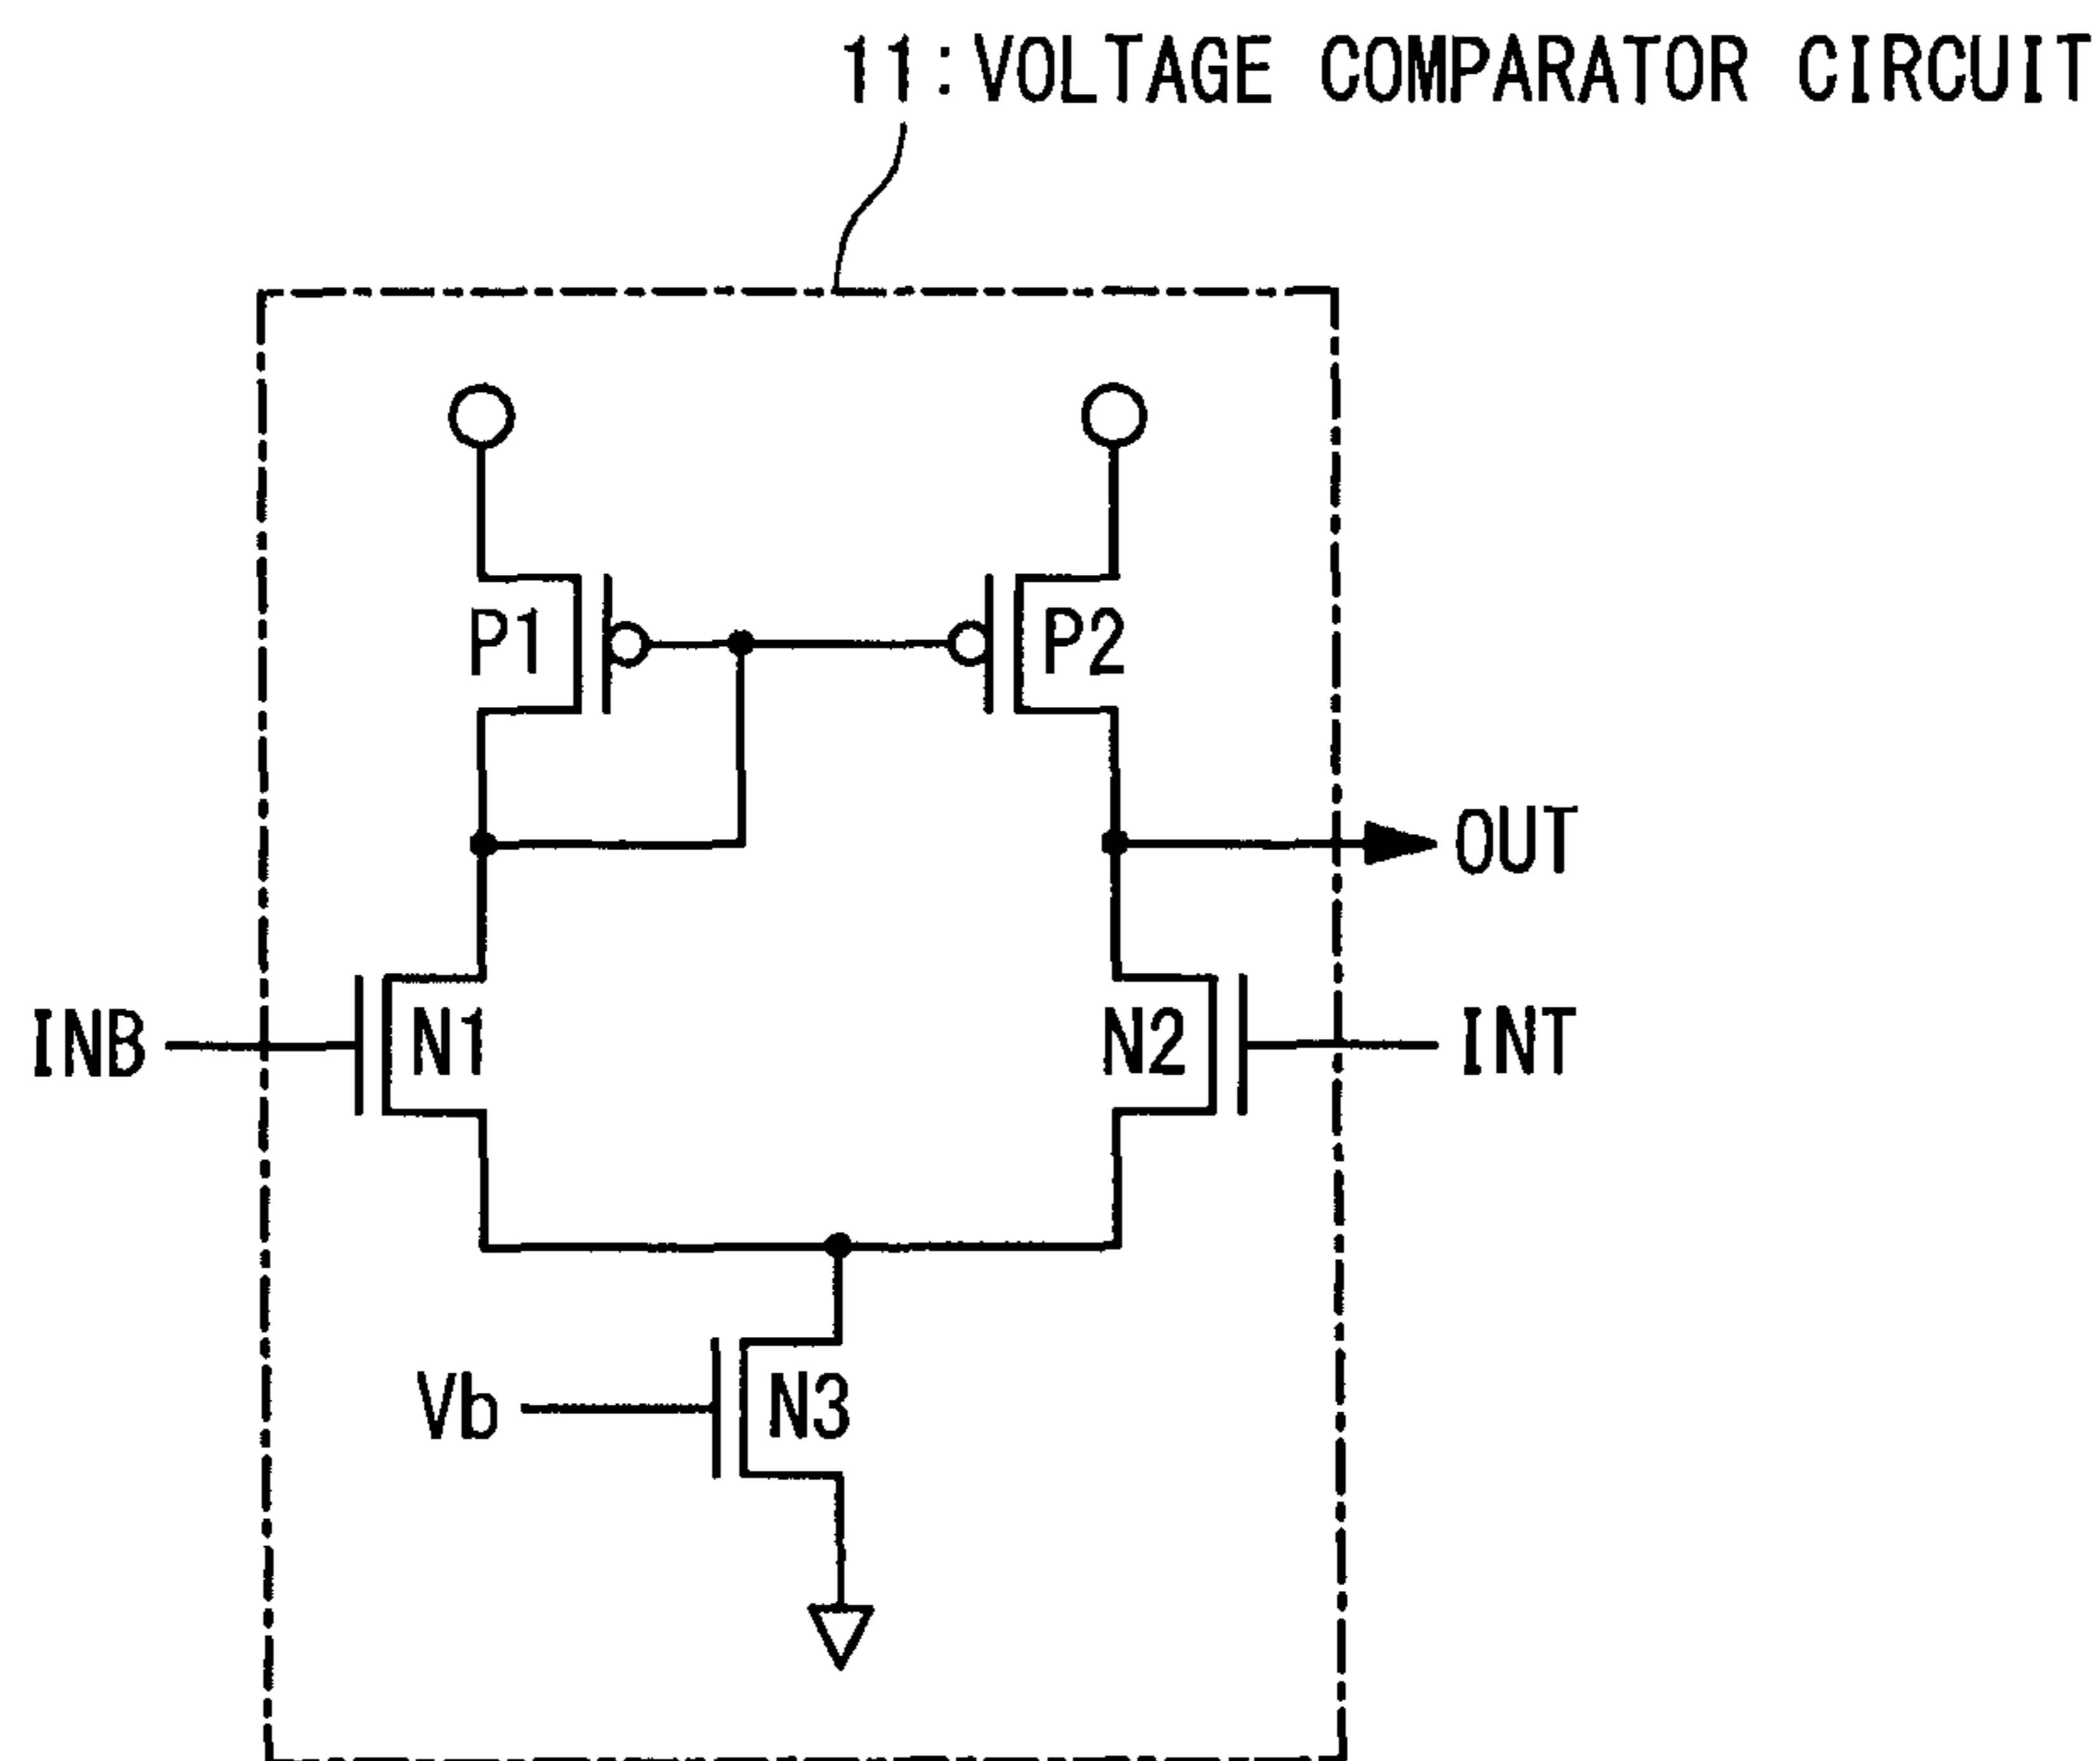 11:VOLTAGE COMPARATOR CIRCUIT
P1
P2
OUT
INB
N1
N2
INT
Vb
N3